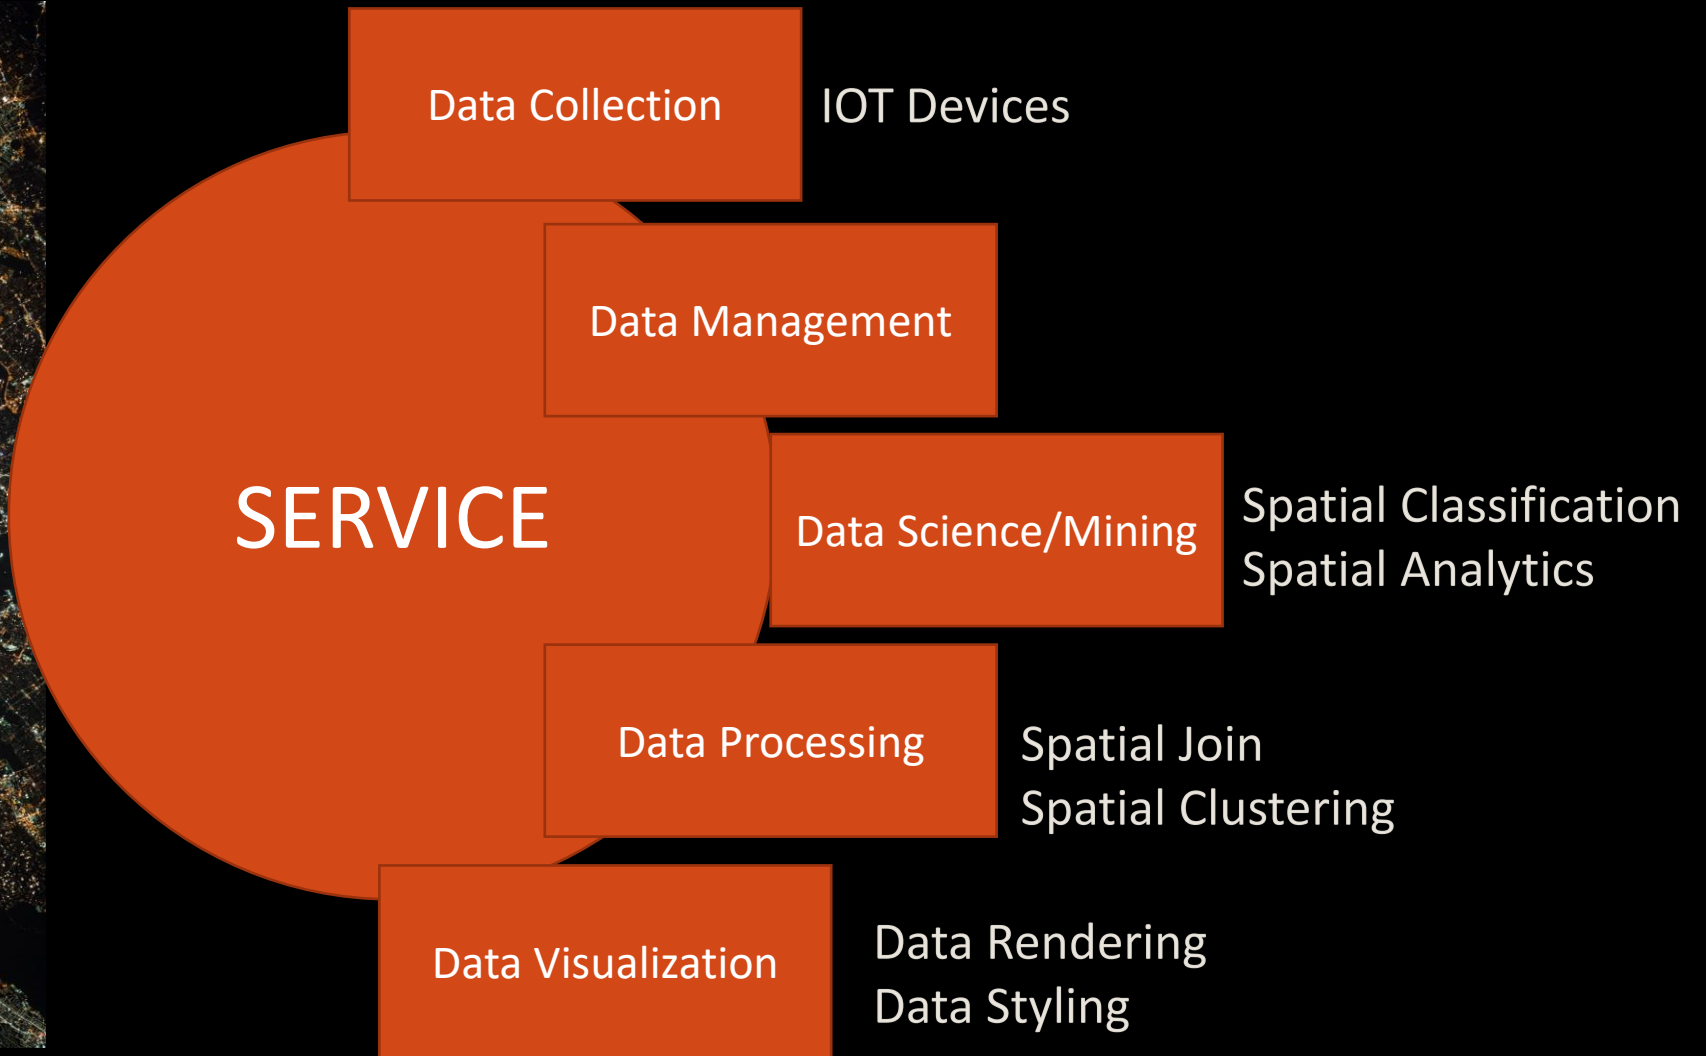 Data Collection
IOT Devices
Data Management
SERVICE
Data Science/Mining
Spatial Classification
Spatial Analytics
Data Processing
Spatial Join
Spatial Clustering
Data Visualization
Data Rendering
Data Styling